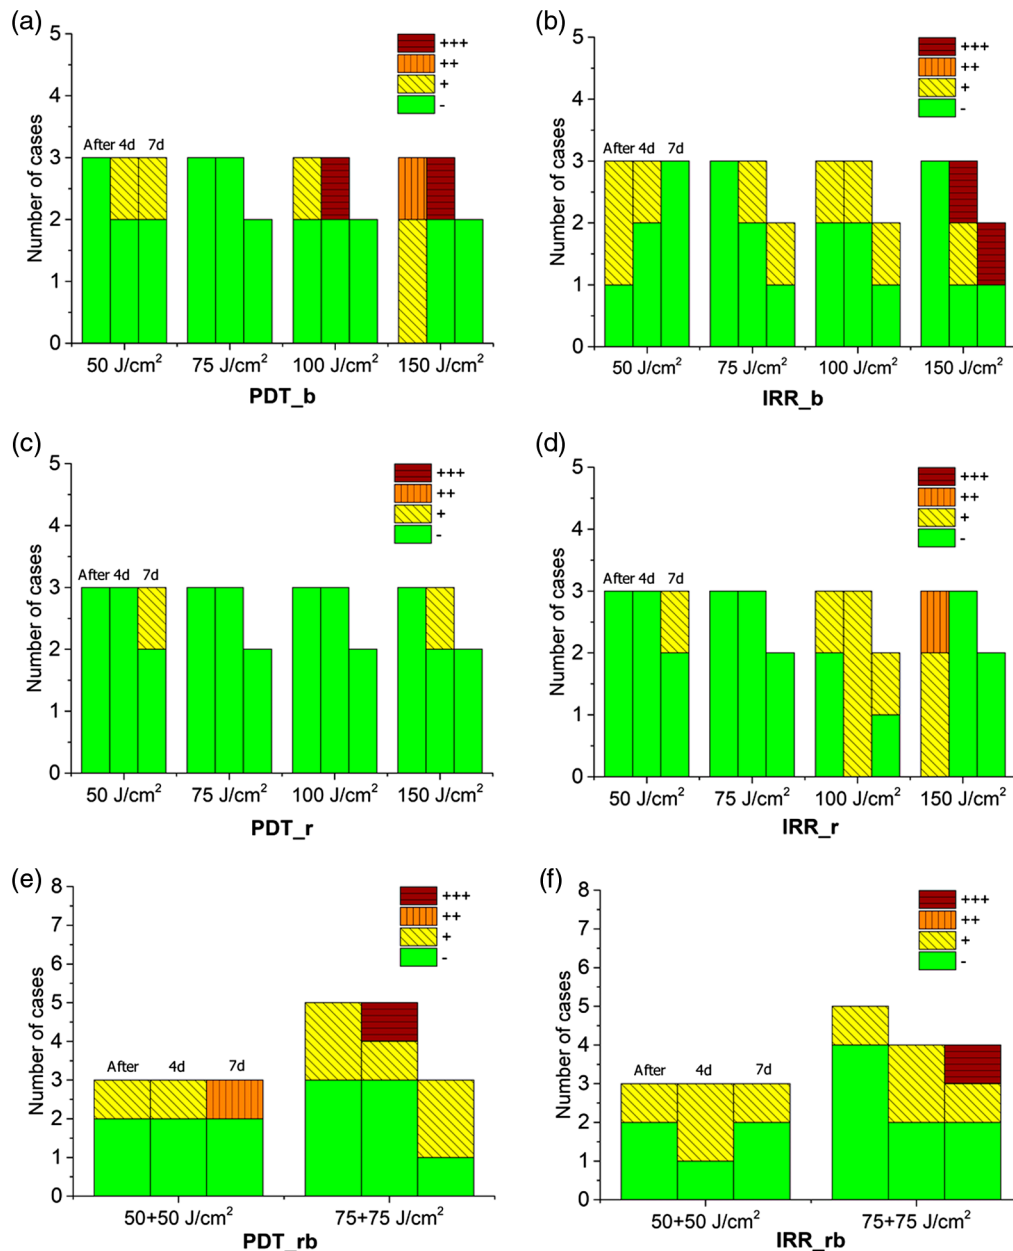 (a)
5
4
3
2
1
0
Number of cases
+++
++
+
-
After 4d 7d
50 J/cm² 75 J/cm² 100 J/cm² 150 J/cm²
PDT_b
(b)
5
4
3
2
1
0
Number of cases
+++
++
+
-
After 4d 7d
50 J/cm² 75 J/cm² 100 J/cm² 150 J/cm²
IRR_b
(c)
5
4
3
2
1
0
Number of cases
+++
++
+
-
After 4d 7d
50 J/cm² 75 J/cm² 100 J/cm² 150 J/cm²
PDT_r
(d)
5
4
3
2
1
0
Number of cases
+++
++
+
-
After 4d 7d
50 J/cm² 75 J/cm² 100 J/cm² 150 J/cm²
IRR_r
(e)
8
7
6
5
4
3
2
1
0
Number of cases
+++
++
+
-
After 4d 7d
50+50 J/cm² 75+75 J/cm²
PDT_rb
(f)
8
7
6
5
4
3
2
1
0
Number of cases
+++
++
+
-
After 4d 7d
50+50 J/cm² 75+75 J/cm²
IRR_rb